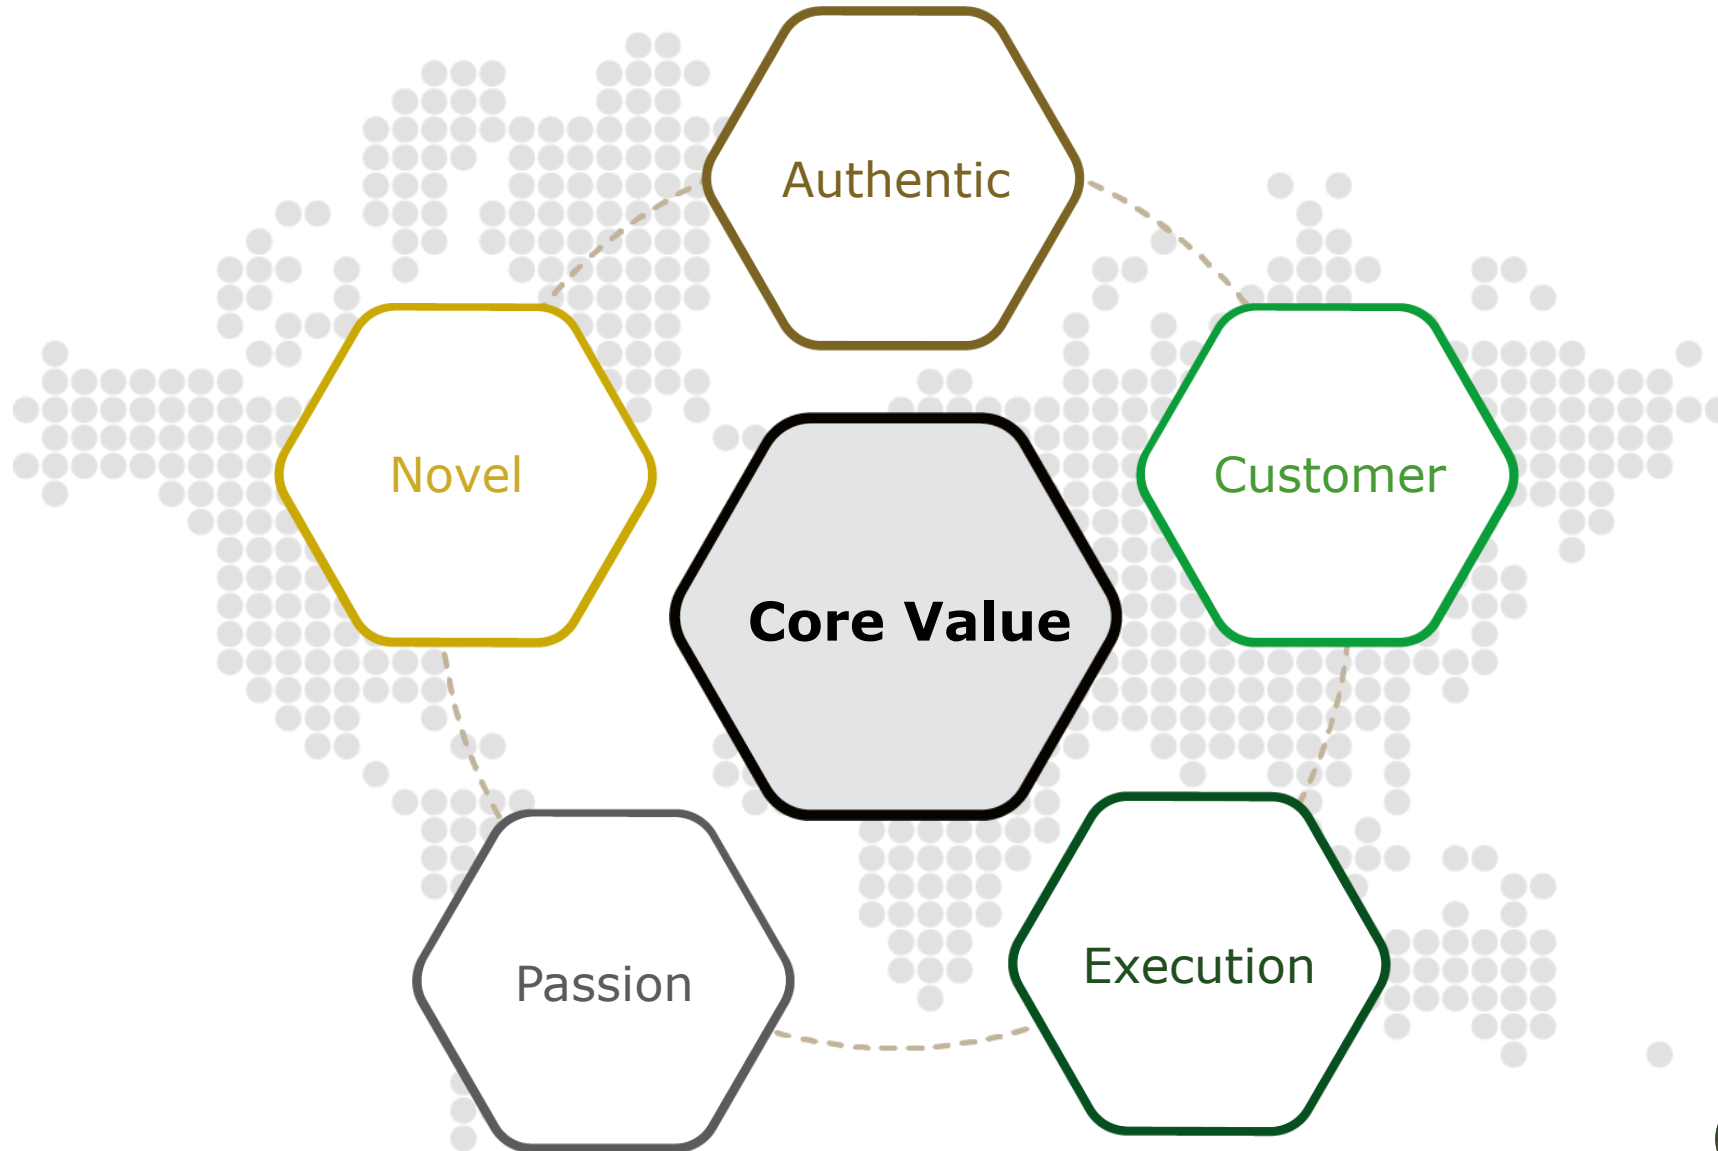 Authentic
Novel
Customer
Core Value
Passion
Execution